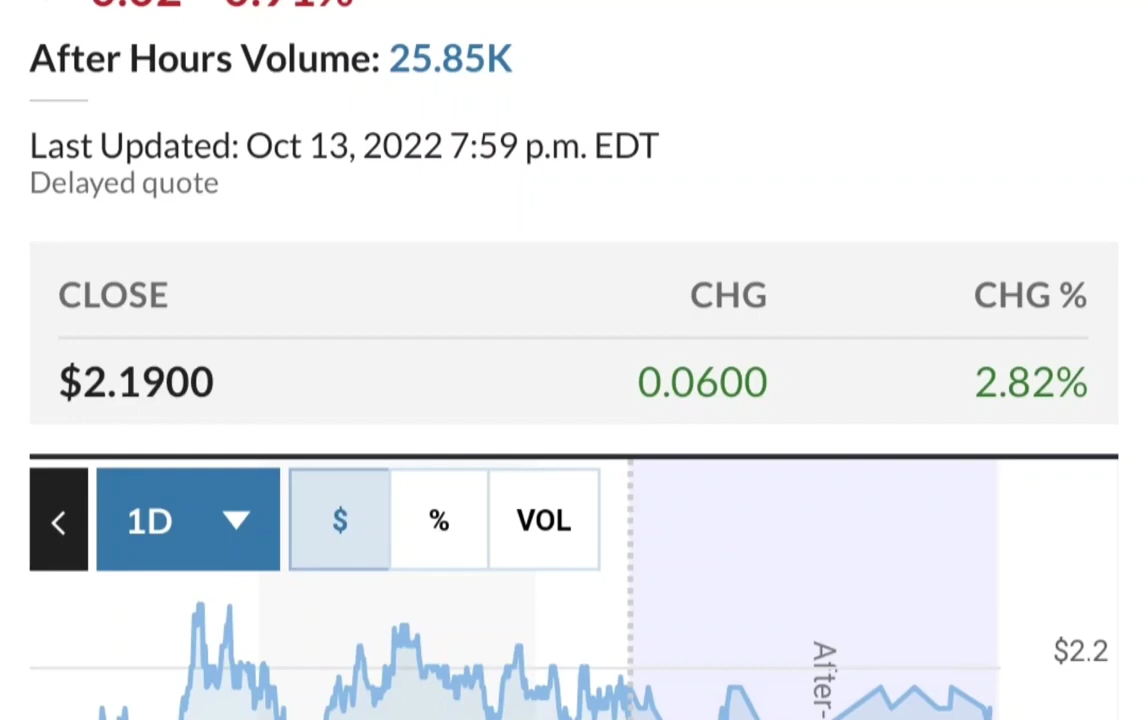 After Hours Volume: 25.85K
Last Updated: Oct 13, 2022 7:59 p.m. EDT
Delayed quote
CLOSE CHG CHG %
$2.1900 0.0600 2.82%
1D $ % VOL
$2.2
After-